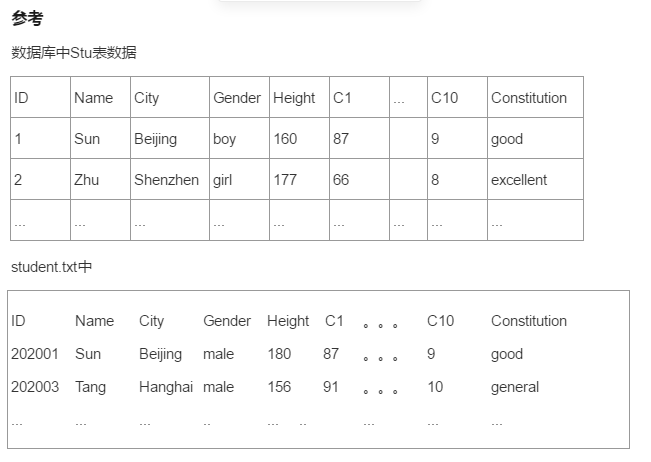 参考
数据库中Stu表数据
ID Name City Gender Height C1 ... C10 Constitution
1 Sun Beijing boy 160 87 9 good
2 Zhu Shenzhen girl 177 66 8 excellent
... ... ... ... ... ... ... ... ...
student.txt中
ID Name City Gender Height C1 。。。 C10 Constitution
202001 Sun Beijing male 180 87 。。。 9 good
202003 Tang Hanghai male 156 91 。。。 10 general
... ... ... .. ... .. ... ... ...